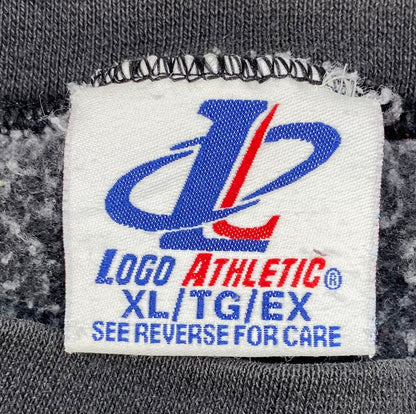 L
LOGO ATHLETIC®
XL/TG/EX
SEE REVERSE FOR CARE